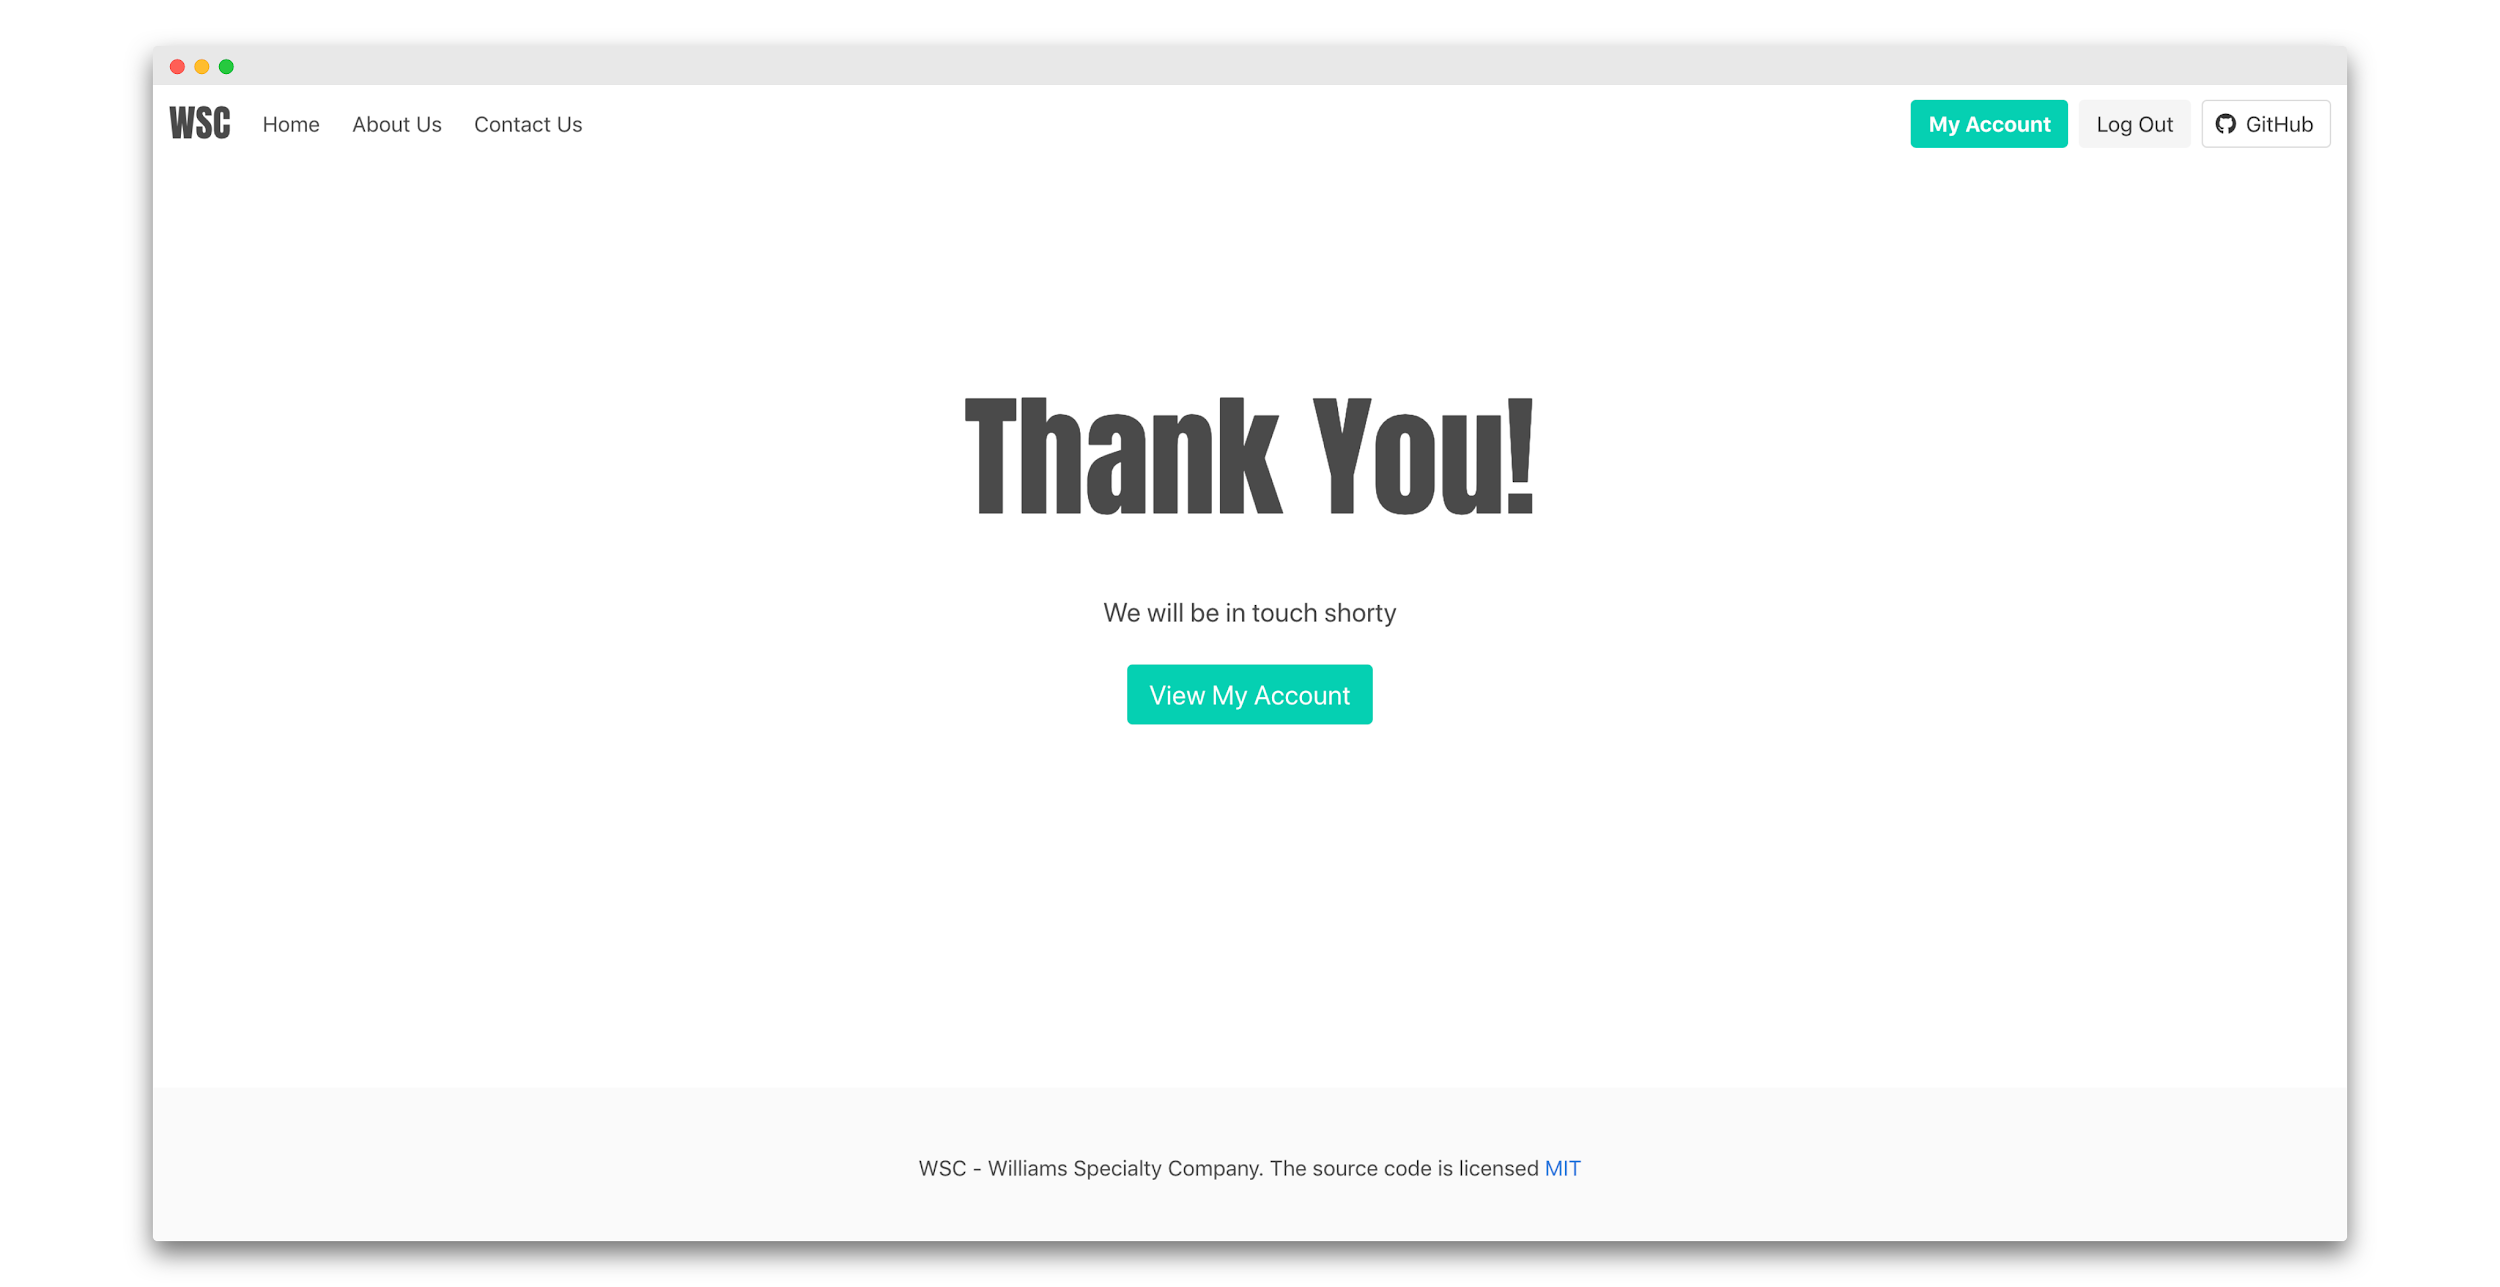 WSC Home About Us Contact Us My Account Log Out GitHub
Thank You!
We will be in touch shorty
View My Account
WSC - Williams Specialty Company. The source code is licensed MIT